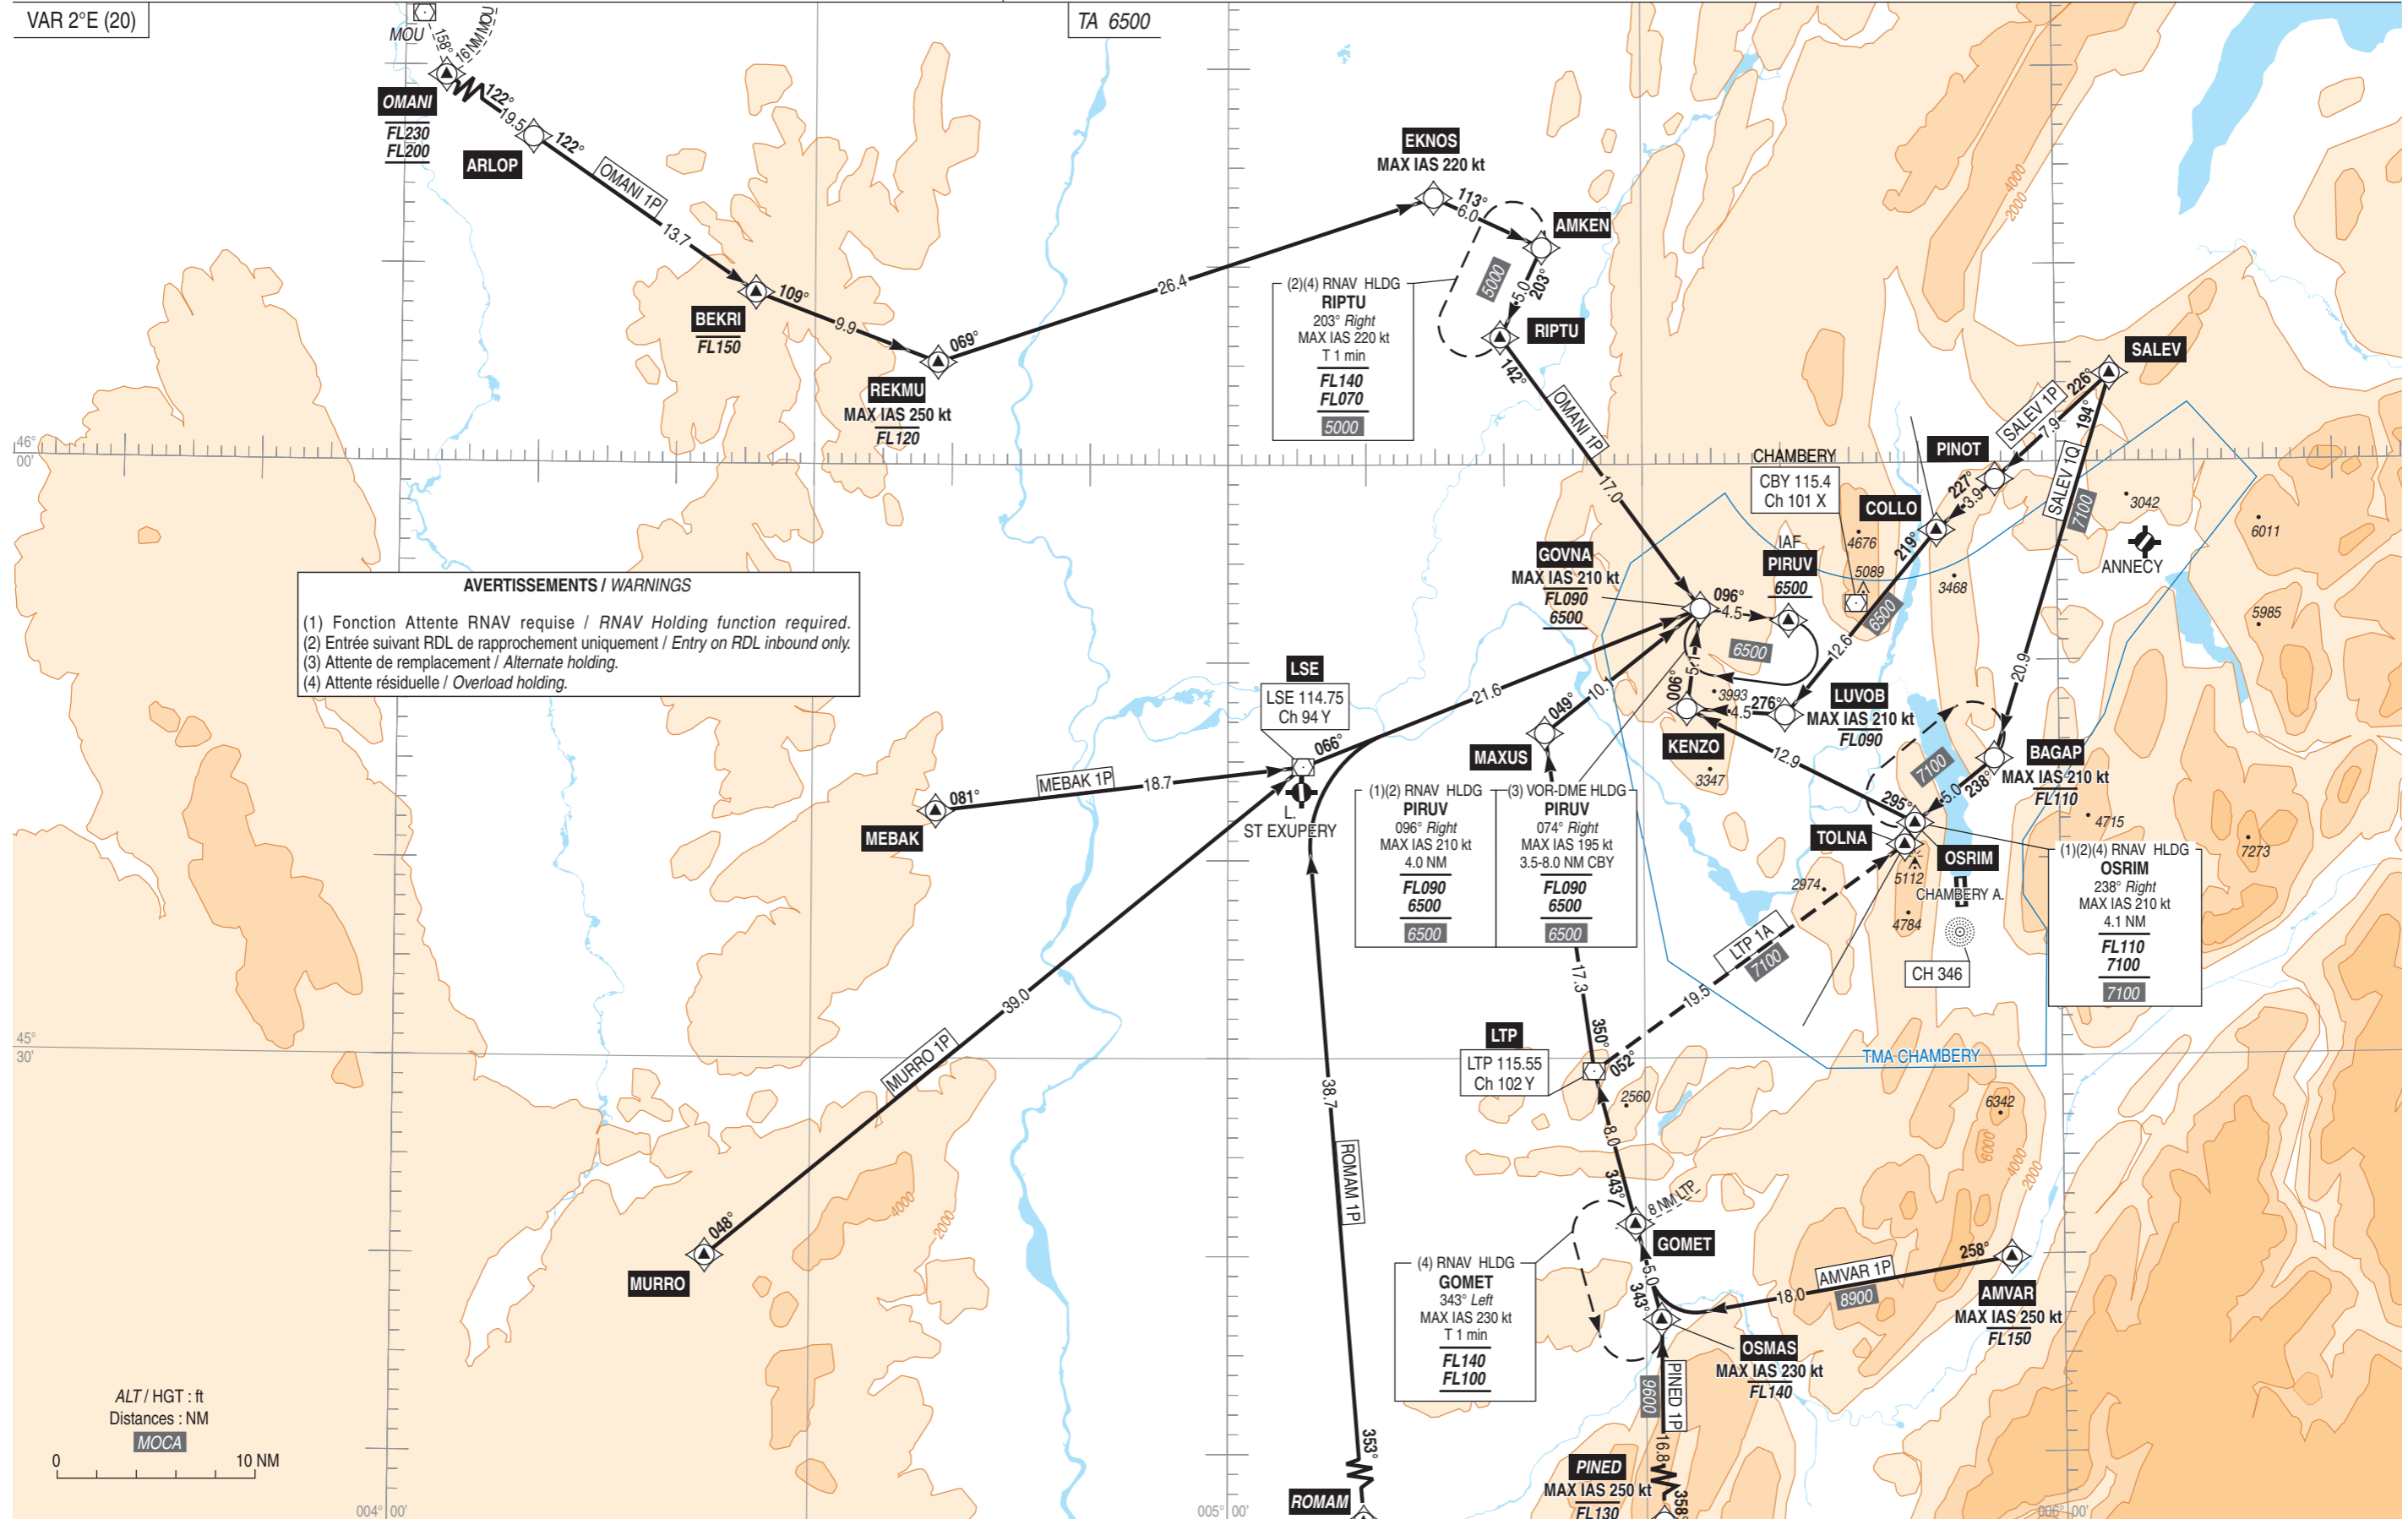 VAR 2°E (20)
TA 6500
MOU
158°
16 NM MOU
OMANI
FL230
FL200
122°
19.5
ARLOP
122°
OMANI 1P
13.7
BEKRI
FL150
109°
9.9
REKMU
MAX IAS 250 kt
FL120
069°
26.4
EKNOS
MAX IAS 220 kt
113°
6.0
AMKEN
5000
5.0
203°
RIPTU
(2)(4) RNAV HLDG
RIPTU
203° Right
MAX IAS 220 kt
T 1 min
FL140
FL070
5000
142°
OMANI 1P
17.0
4000
2000
SALEV
226°
SALEV 1P
7.9
194°
SALEV 1Q
7100
PINOT
227°
3.9
COLLO
219°
6500
12.6
3042
6011
ANNECY
5985
3468
46°
00'
CHAMBERY
CBY 115.4
Ch 101 X
4676
5089
IAF
PIRUV
6500
GOVNA
MAX IAS 210 kt
FL090
6500
096°
4.5
6500
5.1
006°
3993
276°
4.5
LUVOB
MAX IAS 210 kt
FL090
KENZO
3347
12.9
20.9
BAGAP
MAX IAS 210 kt
FL110
7100
5.0
238°
295°
TOLNA
OSRIM
5112
CHAMBERY A.
2974
4784
CH 346
4715
7273
(1)(2)(4) RNAV HLDG
OSRIM
238° Right
MAX IAS 210 kt
4.1 NM
FL110
7100
7100
AVERTISSEMENTS / WARNINGS
(1) Fonction Attente RNAV requise / RNAV Holding function required.
(2) Entrée suivant RDL de rapprochement uniquement / Entry on RDL inbound only.
(3) Attente de remplacement / Alternate holding.
(4) Attente résiduelle / Overload holding.
LSE
LSE 114.75
Ch 94 Y
066°
21.6
L.
ST EXUPERY
MAXUS
049°
10.1
MEBAK
081°
MEBAK 1P
18.7
(1)(2) RNAV HLDG
PIRUV
096° Right
MAX IAS 210 kt
4.0 NM
FL090
6500
6500
(3) VOR-DME HLDG
PIRUV
074° Right
MAX IAS 195 kt
3.5-8.0 NM CBY
FL090
6500
6500
17.3
LTP 1A
7100
19.5
350°
052°
LTP
LTP 115.55
Ch 102 Y
2560
TMA CHAMBERY
45°
30'
39.0
MURRO 1P
048°
MURRO
4000
2000
38.7
ROMAM 1P
353°
ROMAM
8.0
343°
8 NM LTP
GOMET
5.0
343°
(4) RNAV HLDG
GOMET
343° Left
MAX IAS 230 kt
T 1 min
FL140
FL100
6342
6000
4000
2000
258°
AMVAR 1P
18.0
8900
AMVAR
MAX IAS 250 kt
FL150
OSMAS
MAX IAS 230 kt
FL140
9600
PINED 1P
16.8
358°
PINED
MAX IAS 250 kt
FL130
ALT / HGT : ft
Distances : NM
MOCA
0
10 NM
004° 00'
005° 00'
006° 00'